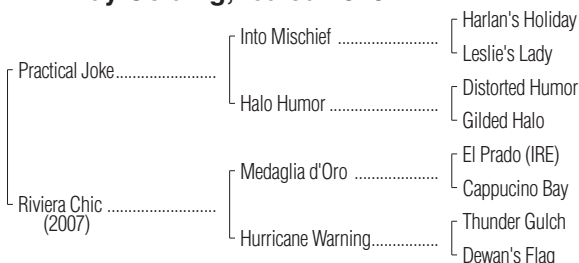 Harlan's Holiday
Into Mischief ........................
Leslie's Lady
Practical Joke.......................
Distorted Humor
Halo Humor .........................
Gilded Halo
El Prado (IRE)
Medaglia d'Oro ...................
Cappucino Bay
Riviera Chic .........................
(2007)
Thunder Gulch
Hurricane Warning...............
Dewan's Flag